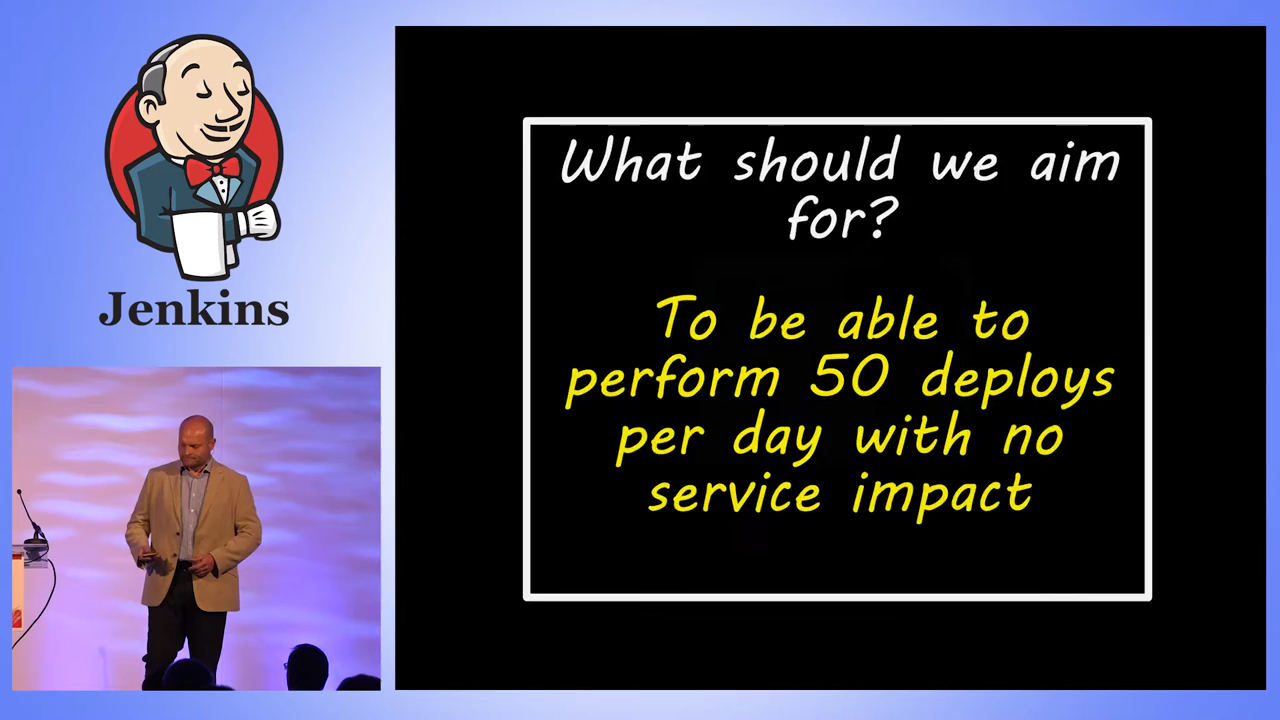 Jenkins
What should we aim
for?
To be able to
perform 50 deploys
per day with no
service impact